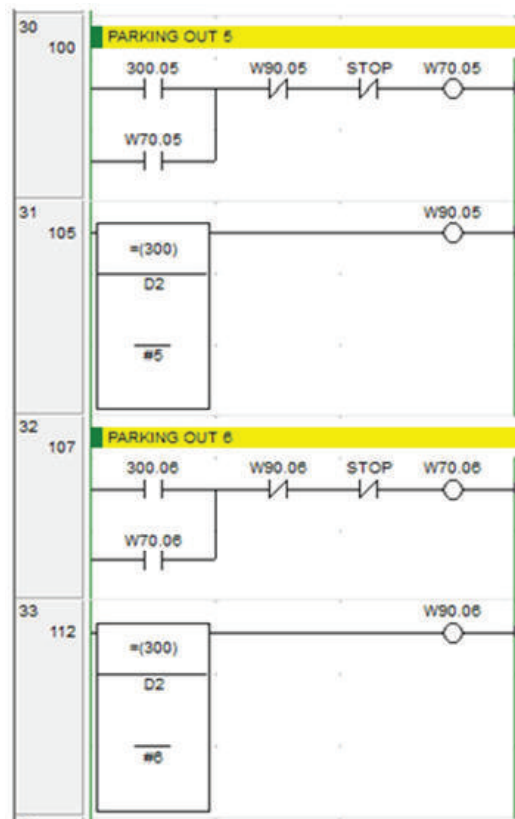 30
100
PARKING OUT 5
300.05 W90.05 STOP W70.05
W70.05
31
105
W90.05
=(300)
D2
#5
32
107
PARKING OUT 6
300.06 W90.06 STOP W70.06
W70.06
33
112
W90.06
=(300)
D2
#6